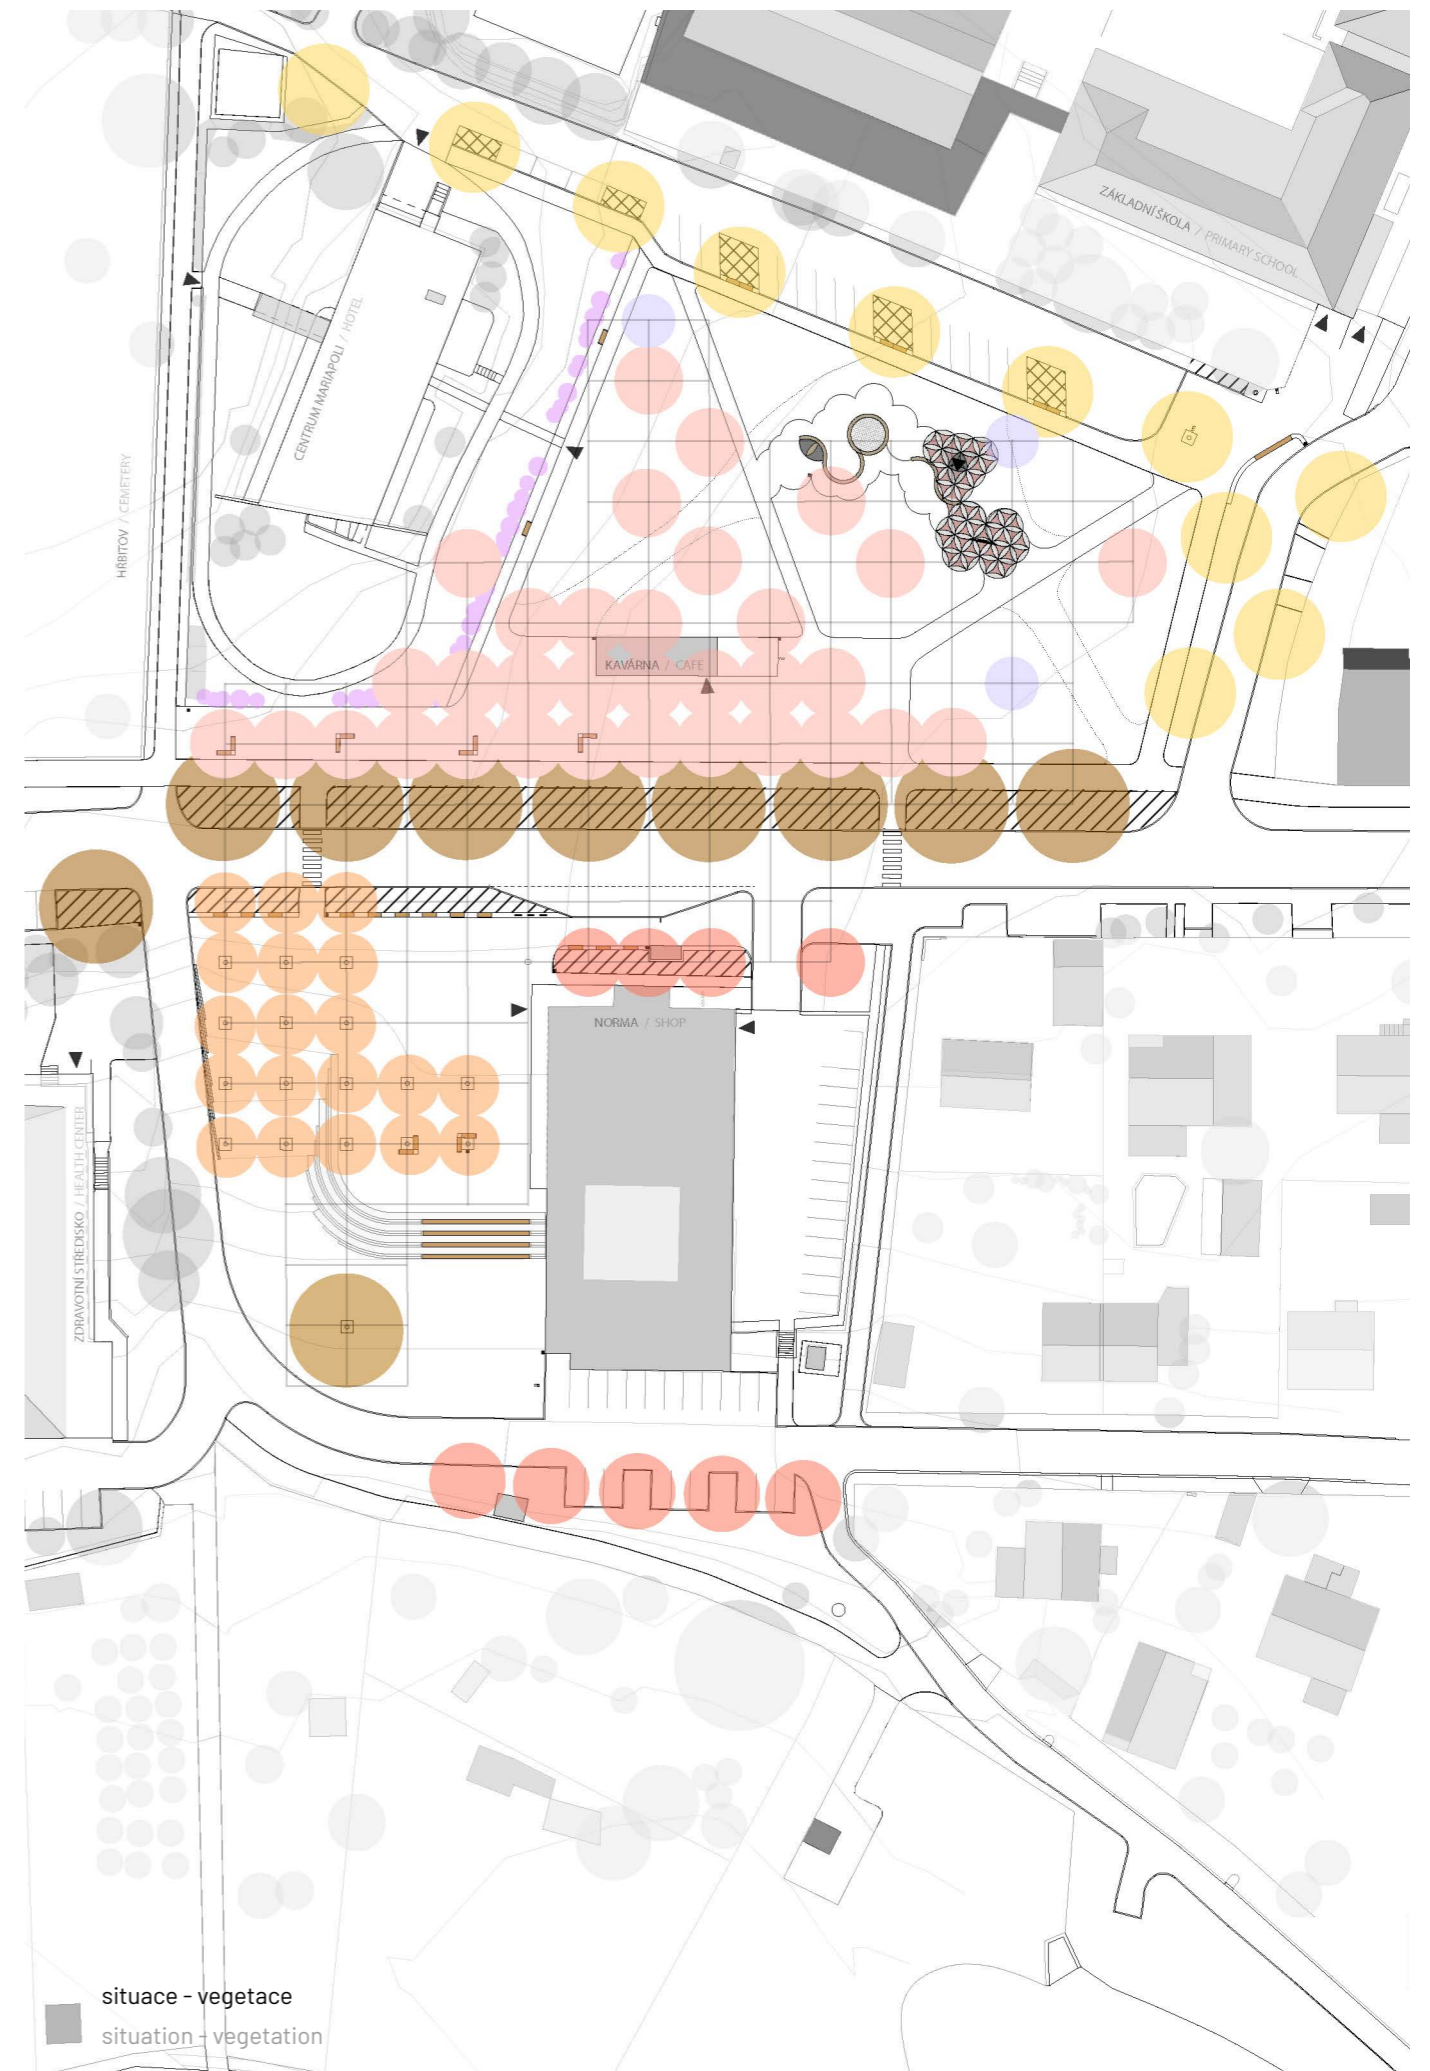 ZÁKLADNÍ ŠKOLA / PRIMARY SCHOOL
CENTRUM MARIAPOLI / HOTEL
HŘBITOV / CEMETERY
KAVÁRNA / CAFE
NORMA / SHOP
ZDRAVOTNÍ STŘEDISKO / HEALTH CENTER
situace - vegetace
situation - vegetation